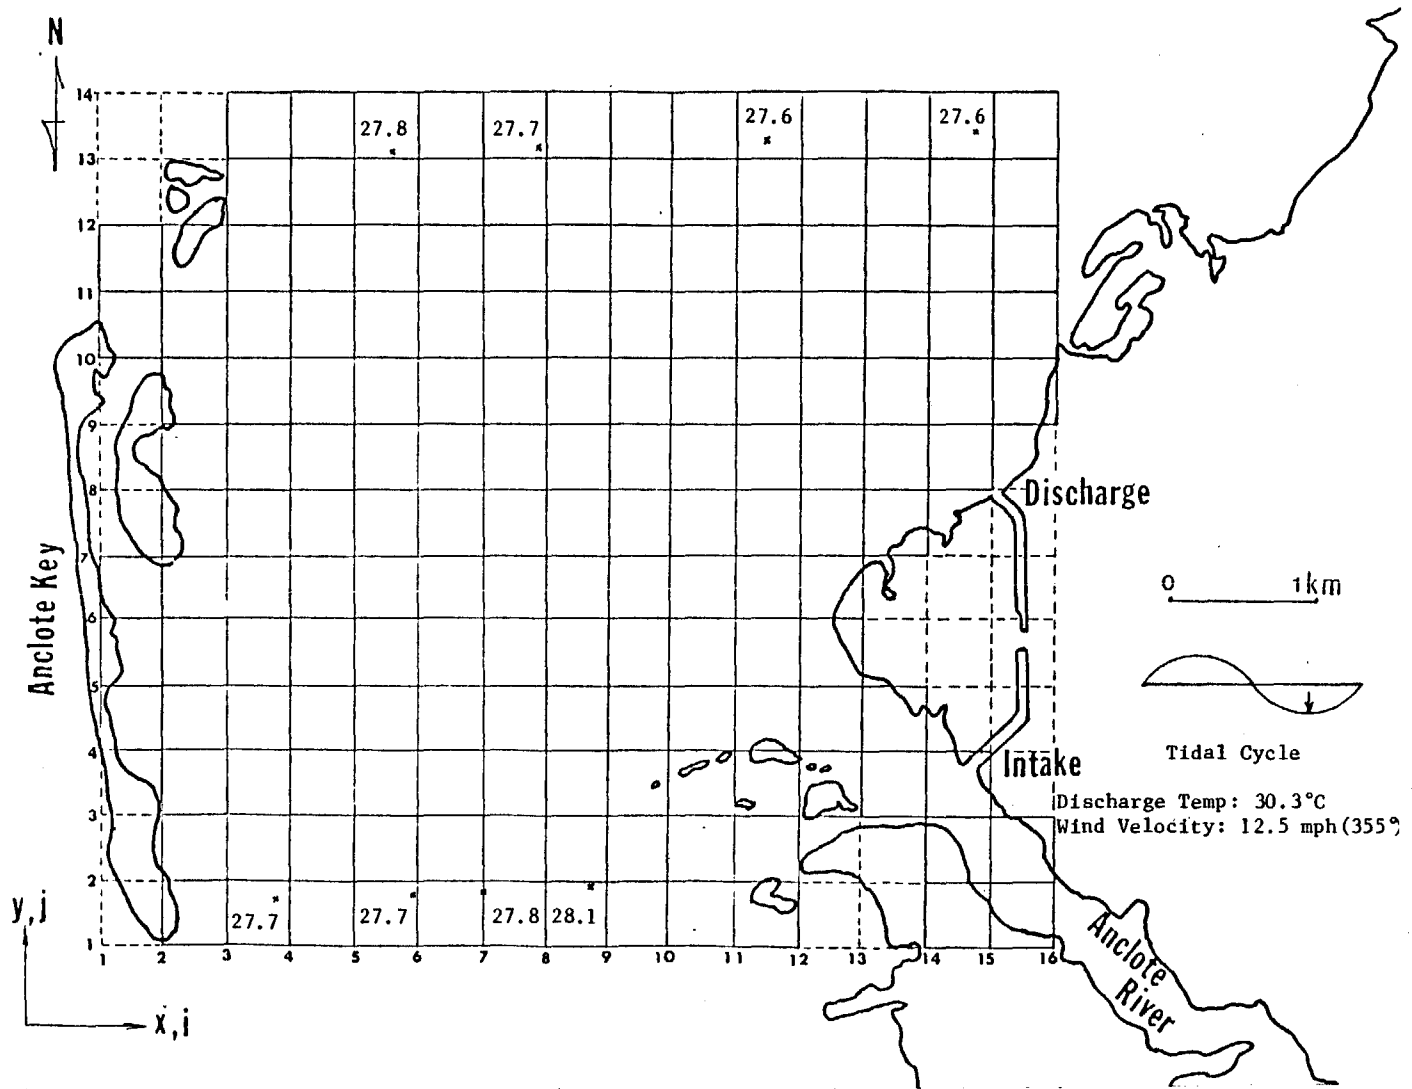 N
14
27.8 27.7 27.6 27.6
13
12
11
10
9
8
Discharge
7
Anclote Key
0 1km
6
5
4
Tidal Cycle
Intake
Discharge Temp: 30.3°C
3
Wind Velocity: 12.5 mph(355°)
2
y,j
27.7 27.7 27.8 28.1
1
1 2 3 4 5 6 7 8 9 10 11 12 13 14 15 16
Anclote
River
x,i